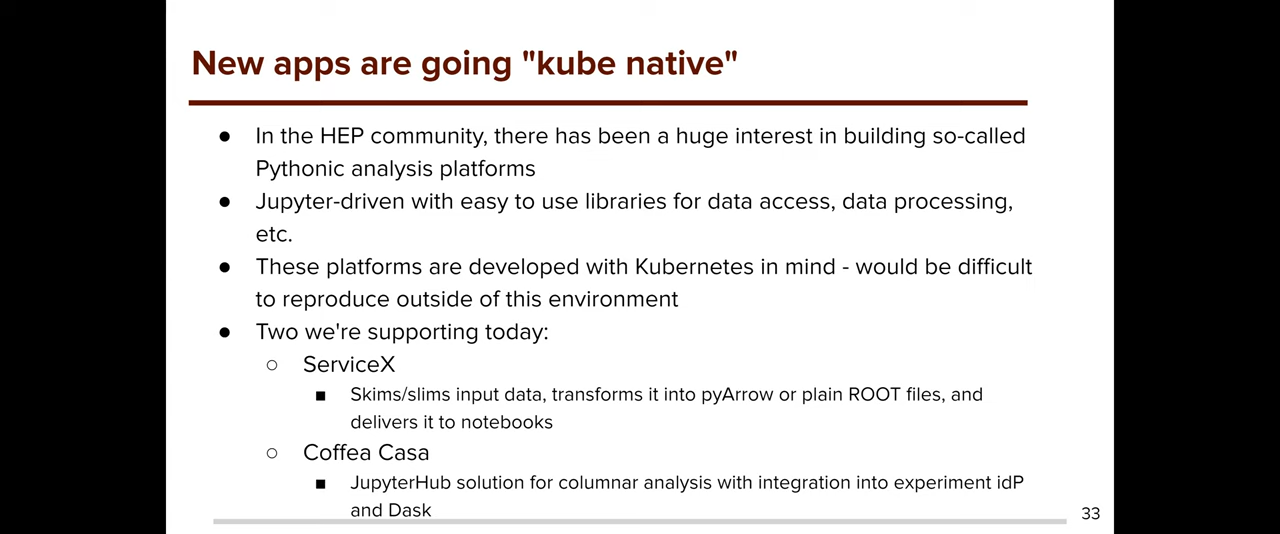 New apps are going "kube native"
● In the HEP community, there has been a huge interest in building so-called
Pythonic analysis platforms
● Jupyter-driven with easy to use libraries for data access, data processing,
etc.
● These platforms are developed with Kubernetes in mind - would be difficult
to reproduce outside of this environment
● Two we're supporting today:
○ ServiceX
■ Skims/slims input data, transforms it into pyArrow or plain ROOT files, and
delivers it to notebooks
○ Coffea Casa
■ JupyterHub solution for columnar analysis with integration into experiment idP
and Dask
33